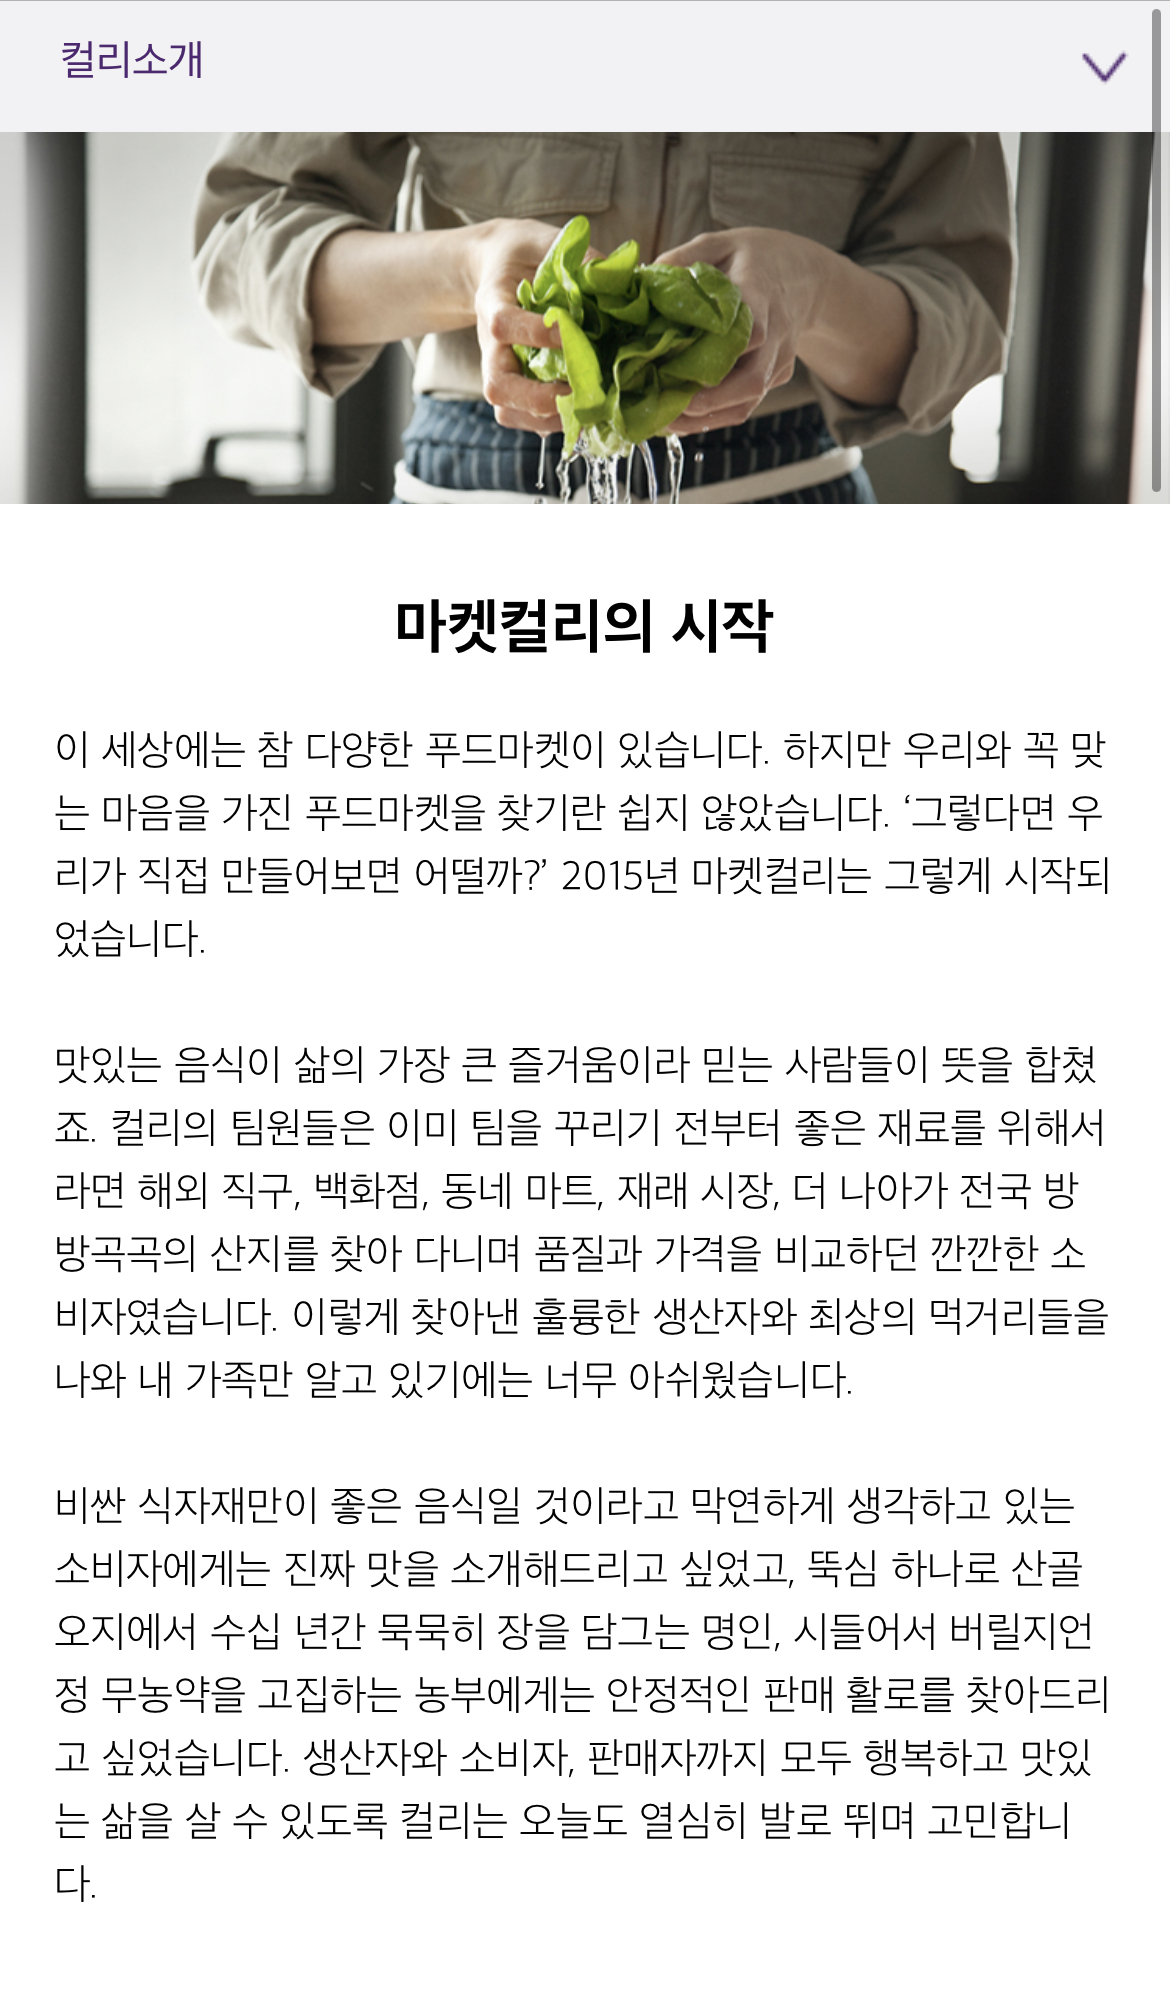 컬리소개
마켓컬리의 시작
이 세상에는 참 다양한 푸드마켓이 있습니다. 하지만 우리와 꼭 맞
는 마음을 가진 푸드마켓을 찾기란 쉽지 않았습니다. ‘그렇다면 우
리가 직접 만들어보면 어떨까?’ 2015년 마켓컬리는 그렇게 시작되
었습니다.
맛있는 음식이 삶의 가장 큰 즐거움이라 믿는 사람들이 뜻을 합쳤
죠. 컬리의 팀원들은 이미 팀을 꾸리기 전부터 좋은 재료를 위해서
라면 해외 직구, 백화점, 동네 마트, 재래 시장, 더 나아가 전국 방
방곡곡의 산지를 찾아 다니며 품질과 가격을 비교하던 깐깐한 소
비자였습니다. 이렇게 찾아낸 훌륭한 생산자와 최상의 먹거리들을
나와 내 가족만 알고 있기에는 너무 아쉬웠습니다.
비싼 식자재만이 좋은 음식일 것이라고 막연하게 생각하고 있는
소비자에게는 진짜 맛을 소개해드리고 싶었고, 뚝심 하나로 산골
오지에서 수십 년간 묵묵히 장을 담그는 명인, 시들어서 버릴지언
정 무농약을 고집하는 농부에게는 안정적인 판매 활로를 찾아드리
고 싶었습니다. 생산자와 소비자, 판매자까지 모두 행복하고 맛있
는 삶을 살 수 있도록 컬리는 오늘도 열심히 발로 뛰며 고민합니
다.